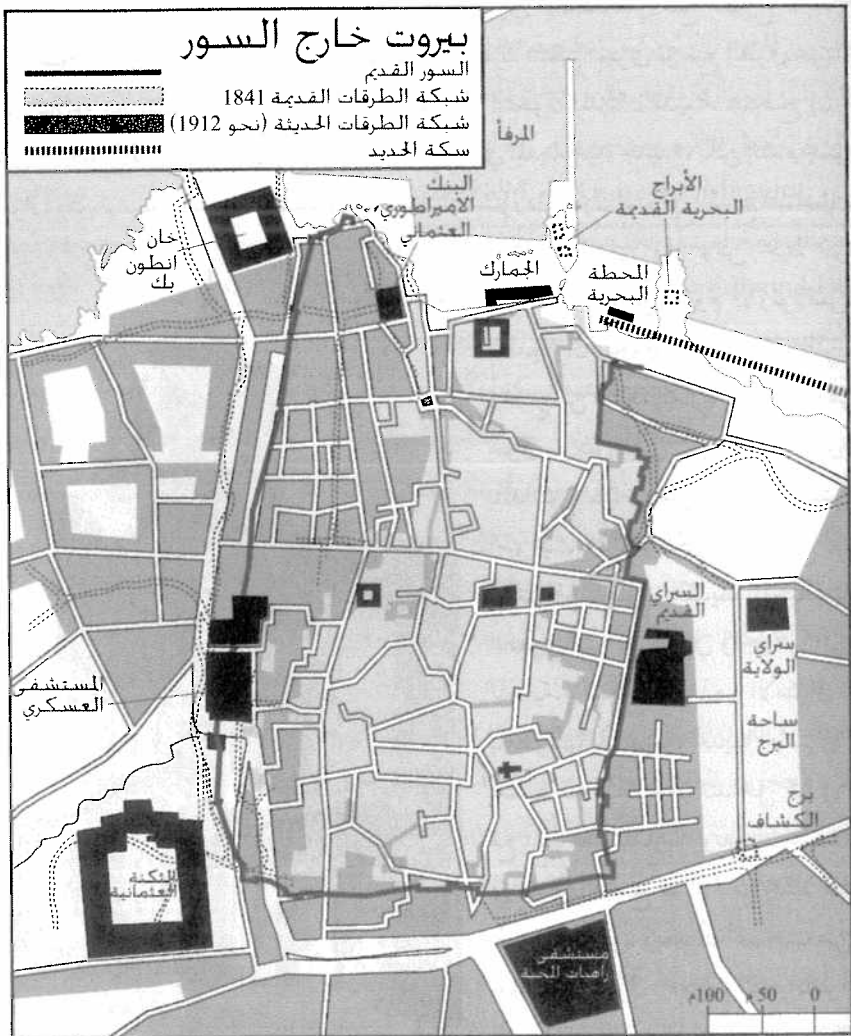 بيروت خارج السور
السور القديم
شبكة الطرقات القديمة 1841
شبكة الطرقات الحديثة (نحو 1912)
سكة الحديد
المرفأ
الأبراج
البحرية القديمة
البنك
الامبراطوري
العثماني
خان
انطون
بك
الجمارك
المحطة
البحرية
السراي
القديم
سراي
الولاية
المستشفى
العسكري
ساحة
البرج
برج
الكشاف
الثكنة
العثمانية
مستشفى
راهبات المحبة
0 50م 100م